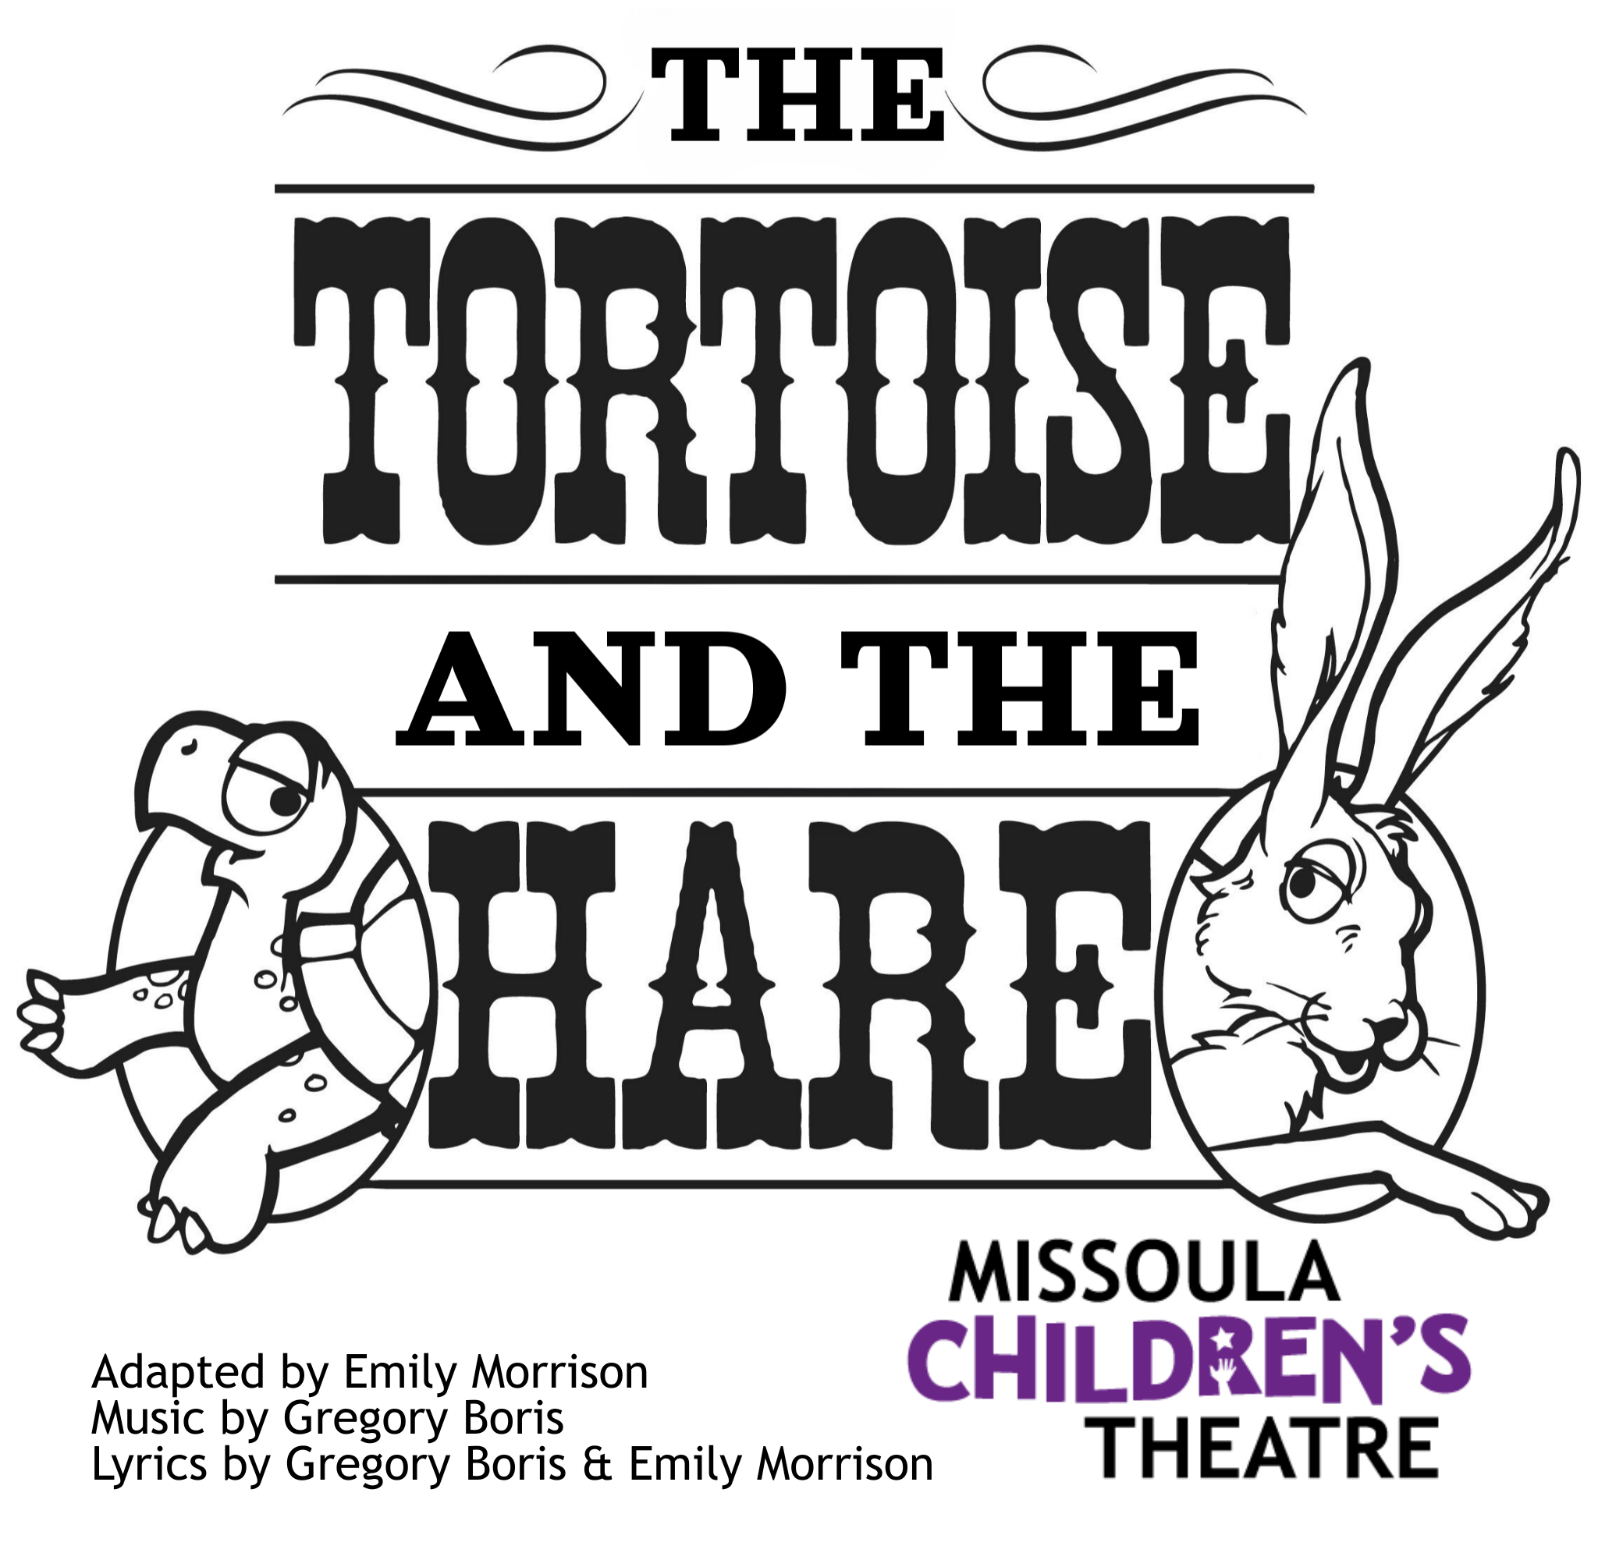 THE
TORTOISE
AND THE
HARE
MISSOULA
CHILDREN'S
THEATRE
Adapted by Emily Morrison
Music by Gregory Boris
Lyrics by Gregory Boris & Emily Morrison